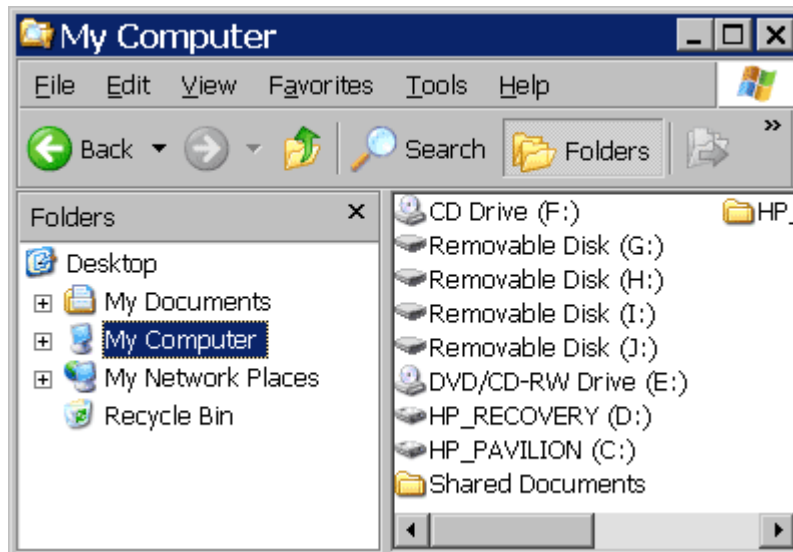 My Computer
File Edit View Favorites Tools Help
Back Search Folders »
Folders x
Desktop
My Documents
My Computer
My Network Places
Recycle Bin
CD Drive (F:)
Removable Disk (G:)
Removable Disk (H:)
Removable Disk (I:)
Removable Disk (J:)
DVD/CD-RW Drive (E:)
HP_RECOVERY (D:)
HP_PAVILION (C:)
Shared Documents
HP_